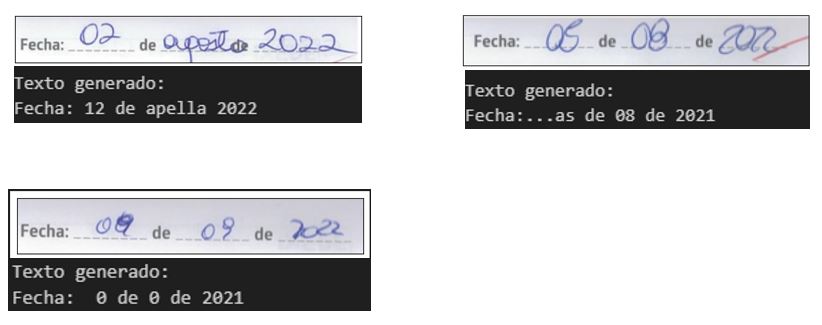 Fecha: 02 de agosto de 2022
Texto generado:
Fecha: 12 de apella 2022
Fecha: 05 de 08 de 2022
Texto generado:
Fecha:...as de 08 de 2021
Fecha: 09 de 09 de 2022
Texto generado:
Fecha:  0 de 0 de 2021